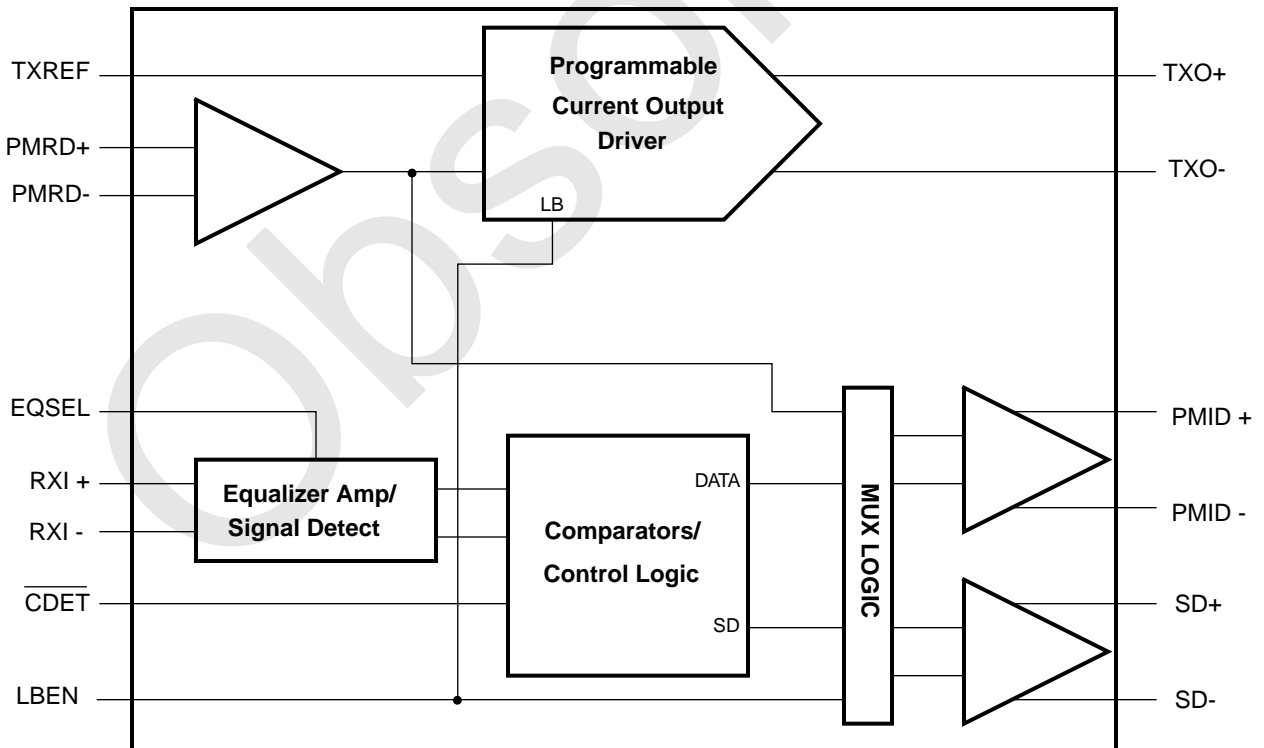 TXREF
PMRD+
PMRD-
Programmable
Current Output
Driver
LB
TXO+
TXO-
EQSEL
RXI +
RXI -
CDET
LBEN
Equalizer Amp/
Signal Detect
Comparators/
Control Logic
DATA
SD
MUX LOGIC
PMID +
PMID -
SD+
SD-
Obso